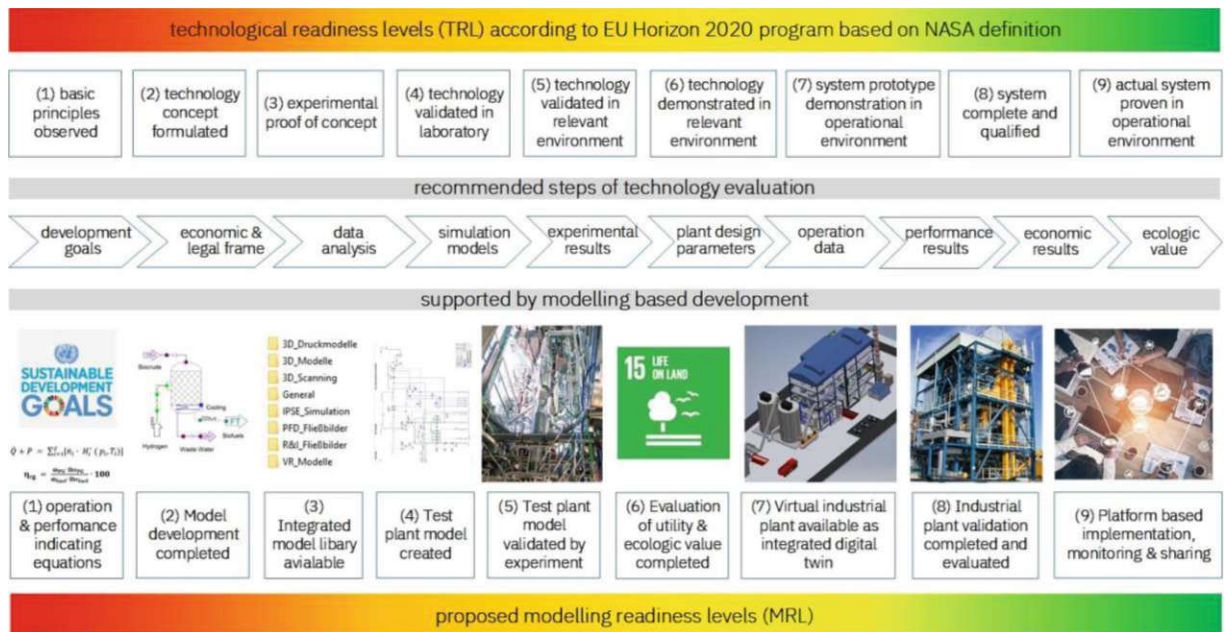 technological readiness levels (TRL) according to EU Horizon 2020 program based on NASA definition
(1) basic
principles
observed
(2) technology
concept
formulated
(3) experimental
proof of concept
(4) technology
validated in
laboratory
(5) technology
validated in
relevant
environment
(6) technology
demonstrated in
relevant
environment
(7) system prototype
demonstration in
operational
environment
(8) system
complete and
qualified
(9) actual system
proven in
operational
environment
recommended steps of technology evaluation
development
goals
economic &
legal frame
data
analysis
simulation
models
experimental
results
plant design
parameters
operation
data
performance
results
economic
results
ecologic
value
supported by modelling based development
SUSTAINABLE
DEVELOPMENT
GOALS
Biocrude
Cooling
Hydrogen
Waste Water
Biofuels
3D_Druckmodelle
3D_Modelle
3D_Scanning
General
IPSE_Simulation
PFD_Fließbilder
R&I_Fließbilder
VR_Modelle
15 LIFE
ON LAND
(1) operation
& perfomance
indicating
equations
(2) Model
development
completed
(3)
Integrated
model libary
avialable
(4) Test
plant model
created
(5) Test plant
model
validated by
experiment
(6) Evaluation
of utility &
ecologic value
completed
(7) Virtual industrial
plant available as
integrated digital
twin
(8) Industrial
plant validation
completed and
evaluated
(9) Platform based
implementation,
monitoring & sharing
proposed modelling readiness levels (MRL)